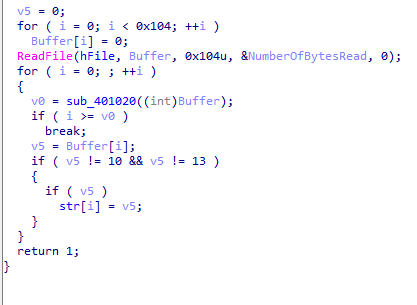 v5 = 0;
for ( i = 0; i < 0x104; ++i )
Buffer[i] = 0;
ReadFile(hFile, Buffer, 0x104u, &NumberOfBytesRead, 0);
for ( i = 0; ; ++i )
{
v0 = sub_401020((int)Buffer);
if ( i >= v0 )
break;
v5 = Buffer[i];
if ( v5 != 10 && v5 != 13 )
{
if ( v5 )
str[i] = v5;
}
}
return 1;
}